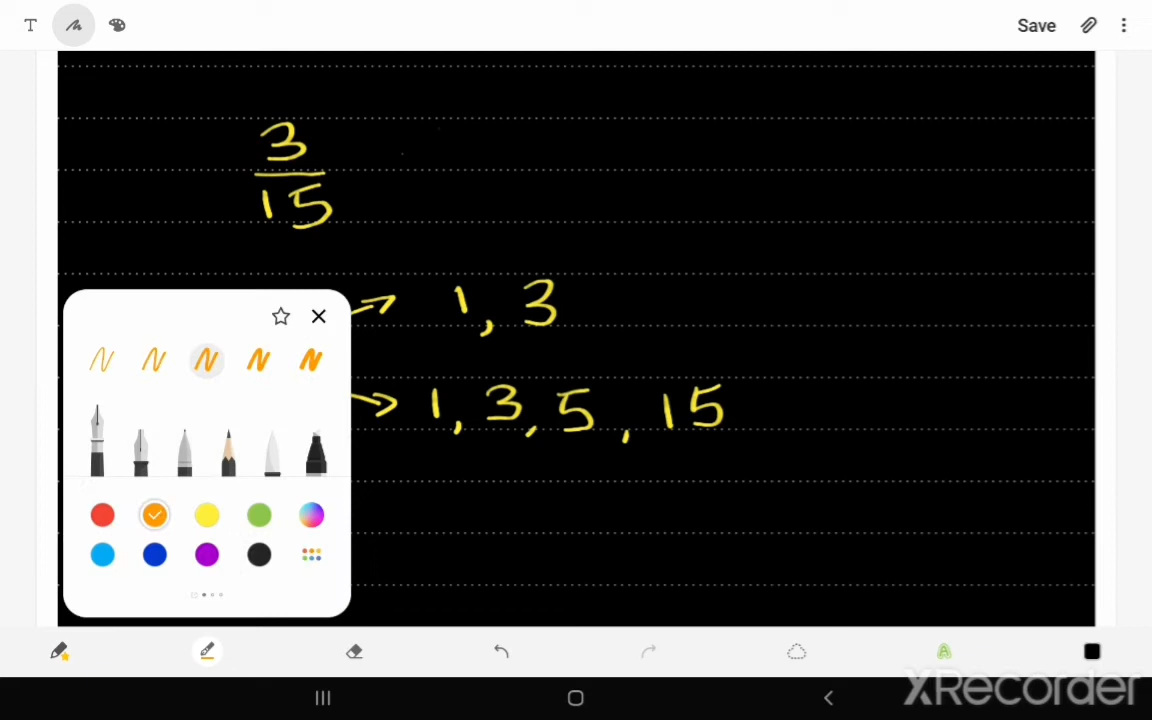 T Save
3
15
→ 1, 3
→ 1, 3, 5, 15
A
XRecorder